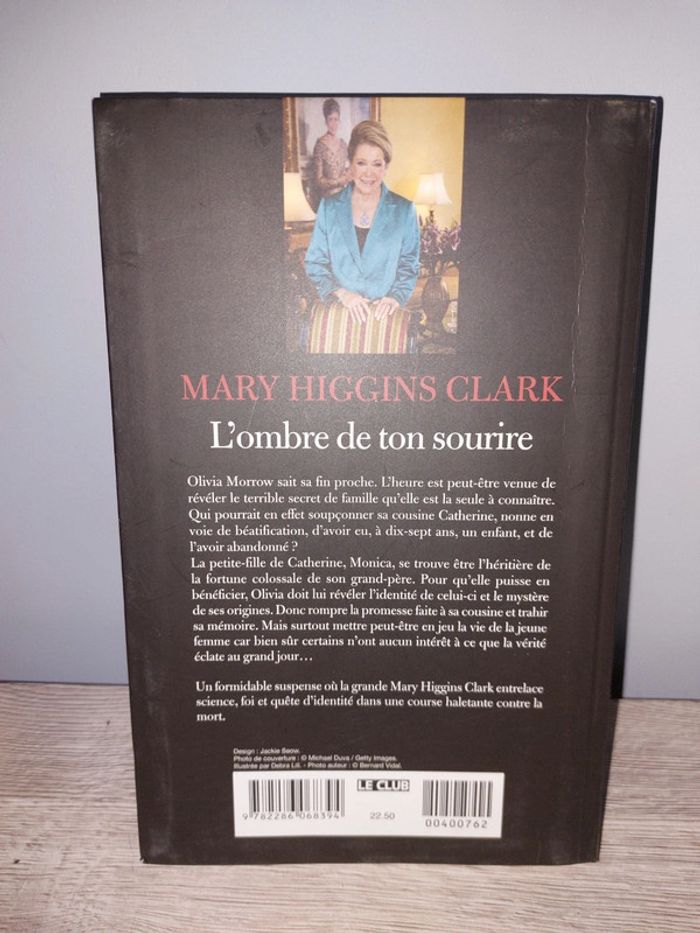 MARY HIGGINS CLARK
L'ombre de ton sourire
Olivia Morrow sait sa fin proche. L'heure est peut-être venue de
révéler le terrible secret de famille qu'elle est la seule à connaître.
Qui pourrait en effet soupçonner sa cousine Catherine, nonne en
voie de béatification, d'avoir eu, à dix-sept ans, un enfant, et de
l'avoir abandonné ?
La petite-fille de Catherine, Monica, se trouve être l'héritière de
la fortune colossale de son grand-père. Pour qu'elle puisse en
bénéficier, Olivia doit lui révéler l'identité de celui-ci et le mystère
de ses origines. Donc rompre la promesse faite à sa cousine et trahir
sa mémoire. Mais surtout mettre peut-être en jeu la vie de la jeune
femme car bien sûr certains n'ont aucun intérêt à ce que la vérité
éclate au grand jour…
Un formidable suspense où la grande Mary Higgins Clark entrelace
science, foi et quête d'identité dans une course haletante contre la
mort.
Design : Jackie Seow.
Photo de couverture : © Michael Duva / Getty Images.
Illustrée par Debra Lill. - Photo auteur : © Bernard Vidal.
LE CLUB
9 782286 068394
22.50
00400762